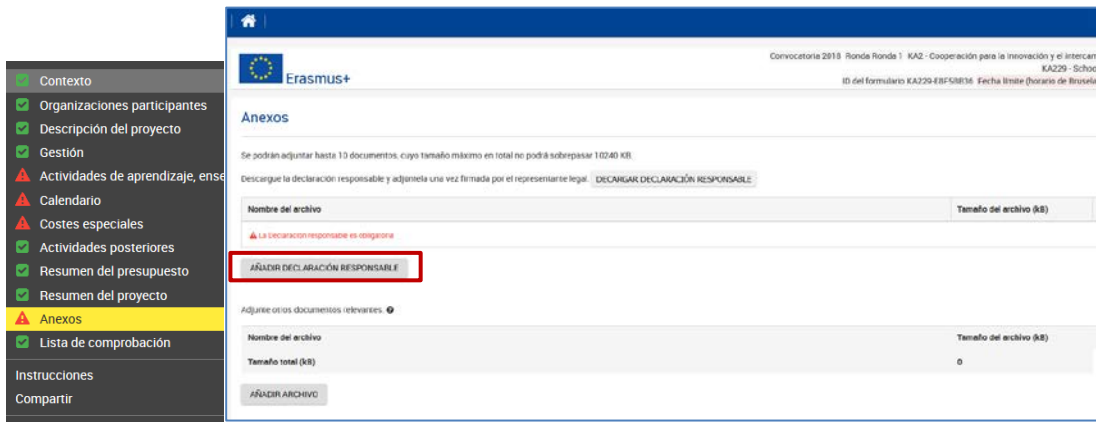 Contexto
Organizaciones participantes
Descripción del proyecto
Gestión
Actividades de aprendizaje, ense
Calendario
Costes especiales
Actividades posteriores
Resumen del presupuesto
Resumen del proyecto
Anexos
Lista de comprobación
Instrucciones
Compartir
Erasmus+
Convocatoria 2018 Ronda Ronda 1 KA2 - Cooperación para la innovación y el intercam
KA229 - Schoo
ID del formulario Fecha límite (horario de Brusela
Anexos
Se podrán adjuntar hasta 10 documentos, cuyo tamaño máximo en total no podrá sobrepasar 10240 KB.
Descargue la declaración responsable y adjúntela una vez firmada por el representante legal. DECARGAR DECLARACIÓN RESPONSABLE
Nombre del archivo Tamaño del archivo (kB)
La Declaración responsable es obligatoria
AÑADIR DECLARACIÓN RESPONSABLE
Adjunte otros documentos relevantes.
Nombre del archivo Tamaño del archivo (kB)
Tamaño total (kB) 0
AÑADIR ARCHIVO